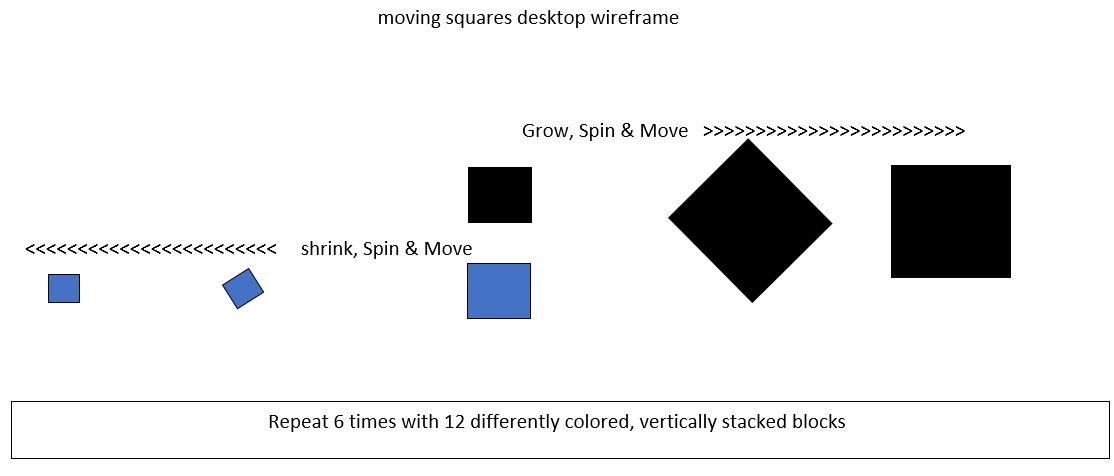 moving squares desktop wireframe
Grow, Spin & Move >>>>>>>>>>>>>>>>>>>>>>>>>
<<<<<<<<<<<<<<<<<<<<<<<< shrink, Spin & Move
Repeat 6 times with 12 differently colored, vertically stacked blocks